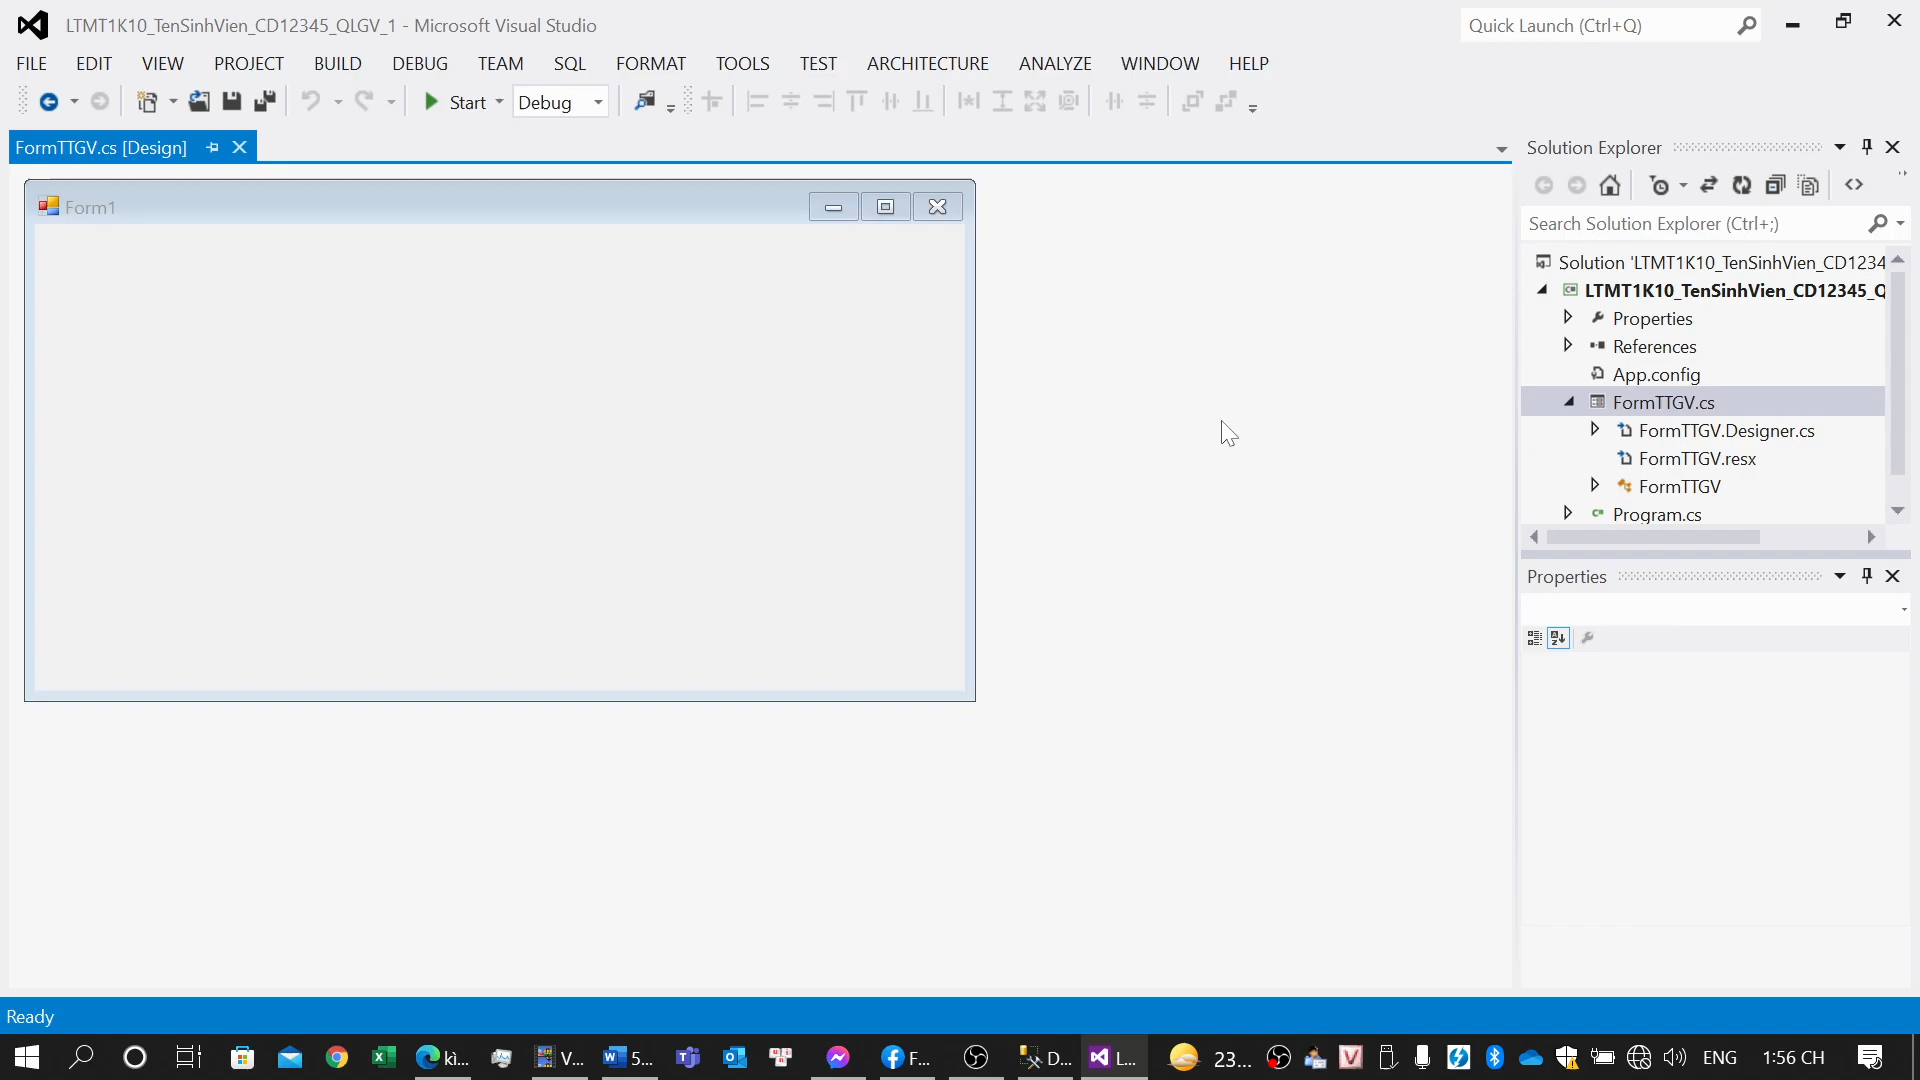 LTMT1K10_TenSinhVien_CD12345_QLGV_1 - Microsoft Visual Studio
Quick Launch (Ctrl+Q)
FILE EDIT VIEW PROJECT BUILD DEBUG TEAM SQL FORMAT TOOLS TEST ARCHITECTURE ANALYZE WINDOW HELP
Start Debug
FormTTGV.cs [Design]
Solution Explorer
Form1
Search Solution Explorer (Ctrl+;)
Solution 'LTMT1K10_TenSinhVien_CD1234
LTMT1K10_TenSinhVien_CD12345_Q
Properties
References
App.config
FormTTGV.cs
FormTTGV.Designer.cs
FormTTGV.resx
FormTTGV
Program.cs
Properties
Ready
kì... V... 5... F... D... L... 23... ENG 1:56 CH